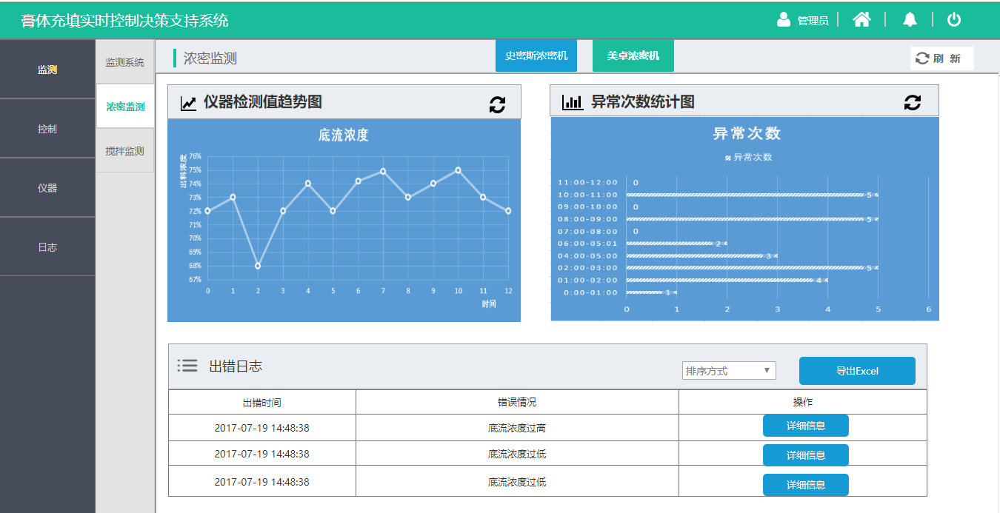 膏体充填实时控制决策支持系统
管理员
监测
控制
仪器
日志
监测系统
浓密监测
搅拌监测
浓密监测
史密斯浓密机
美卓浓密机
刷 新
仪器检测值趋势图
底流浓度
出料浓度
76%
75%
74%
73%
72%
71%
70%
69%
68%
67%
0 1 2 3 4 5 6 7 8 9 10 11 12
时间
异常次数统计图
异常次数
异常次数
11:00-12:00 0
10:00-11:00 5
09:00-10:00 0
08:00-09:00 5
07:00-08:00 0
06:00-05:01 2
04:00-05:00 3
02:00-03:00 5
01:00-02:00 4
0:00-01:00 1
0 1 2 3 4 5 6
出错日志
排序方式
导出Excel
出错时间 错误情况 操作
2017-07-19 14:48:38 底流浓度过高 详细信息
2017-07-19 14:48:38 底流浓度过低 详细信息
2017-07-19 14:48:38 底流浓度过低 详细信息